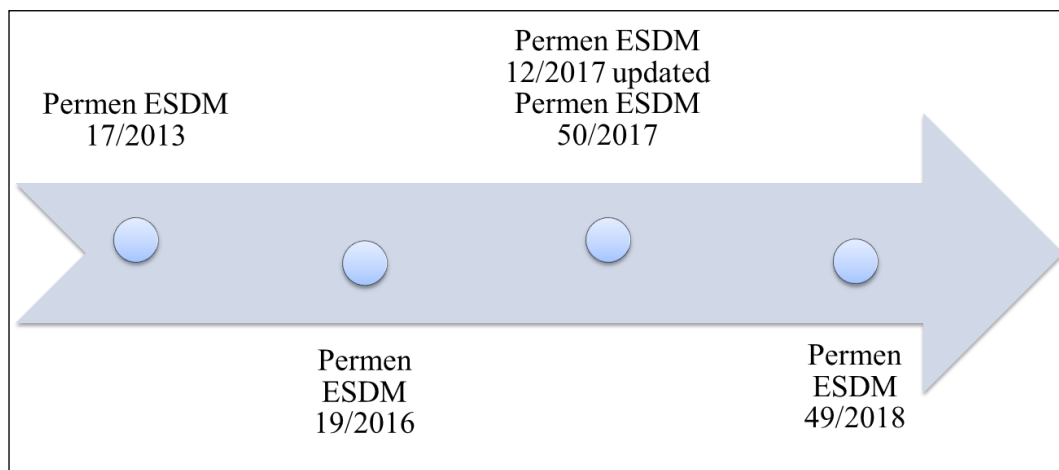 Permen ESDM
17/2013
Permen
ESDM
19/2016
Permen ESDM
12/2017 updated
Permen ESDM
50/2017
Permen
ESDM
49/2018